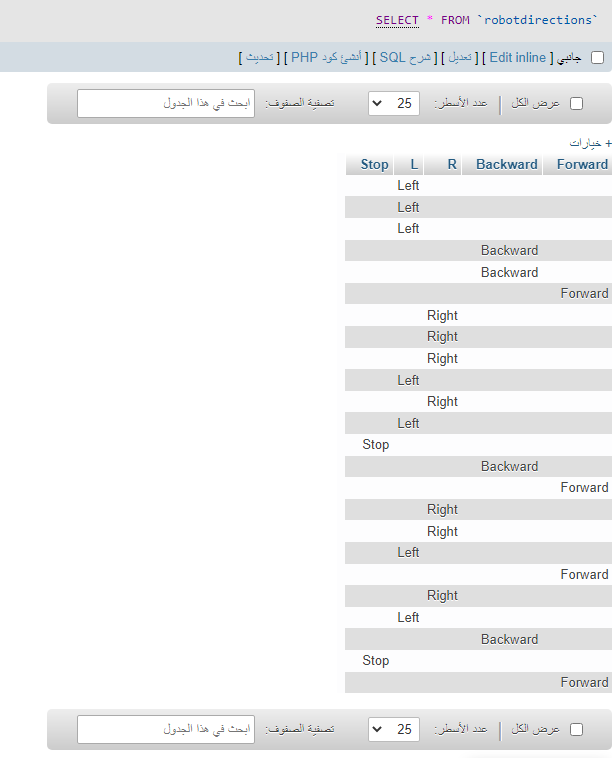 SELECT * FROM `robotdirections`
جانبي [ Edit inline ] [ تعديل ] [ شرح SQL ] [ أنشئ كود PHP ] [ تحديث ]
عرض الكل | عدد الأسطر: 25 تصفية الصفوف: ابحث في هذا الجدول
+ خيارات
Forward Backward R L Stop
Left
Left
Left
Backward
Backward
Forward
Right
Right
Right
Left
Right
Left
Stop
Backward
Forward
Right
Right
Left
Forward
Right
Left
Backward
Stop
Forward
عرض الكل | عدد الأسطر: 25 تصفية الصفوف: ابحث في هذا الجدول